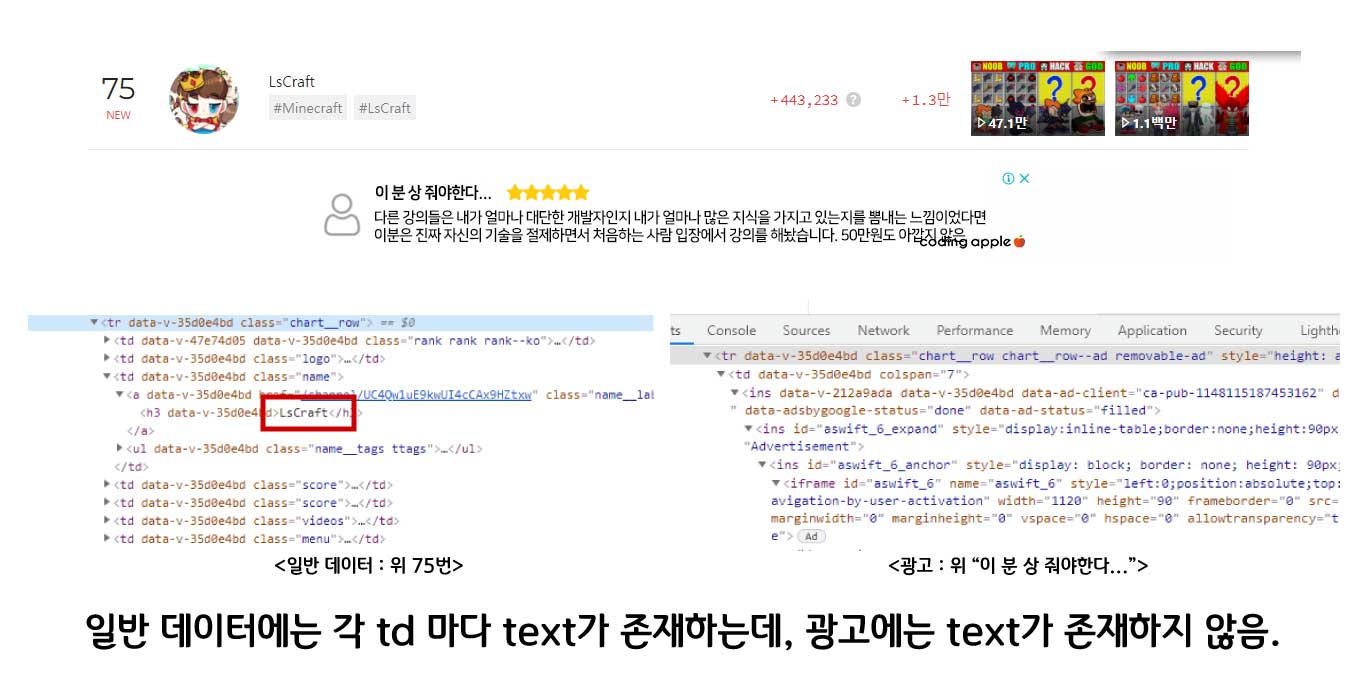 75
NEW
LsCraft
#Minecraft #LsCraft
+443,233 ?
+1.3만
NOOB PRO HACK GOD
▷47.1만
NOOB PRO HACK GOD
▷1.1백만
이 분 상 줘야한다...
다른 강의들은 내가 얼마나 대단한 개발자인지 내가 얼마나 많은 지식을 가지고 있는지를 뽐내는 느낌이었다면
이분은 진짜 자신의 기술을 절제하면서 처음하는 사람 입장에서 강의를 해놨습니다. 50만원도 아깝지 않은
coding apple
▼<tr data-v-35d0e4bd class="chart__row"> == $0
▶<td data-v-47e74d05 data-v-35d0e4bd class="rank rank rank--ko">…</td>
▶<td data-v-35d0e4bd class="logo">…</td>
▼<td data-v-35d0e4bd class="name">
▼<a data-v-35d0e4bd href="/channel/UC4Qw1uE9kwUI4cCAx9HZtxw" class="name__lab
<h3 data-v-35d0e4bd>LsCraft</h3>
</a>
▶<ul data-v-35d0e4bd class="name__tags ttags">…</ul>
</td>
▶<td data-v-35d0e4bd class="score">…</td>
▶<td data-v-35d0e4bd class="score">…</td>
▶<td data-v-35d0e4bd class="videos">…</td>
▶<td data-v-35d0e4bd class="menu">…</td>
<일반 데이터 : 위 75번>
ts Console Sources Network Performance Memory Application Security Lighth
▼<tr data-v-35d0e4bd class="chart__row chart__row--ad removable-ad" style="height: a
▼<td data-v-35d0e4bd colspan="7">
▼<ins data-v-212a9ada data-v-35d0e4bd data-ad-client="ca-pub-1148115187453162" d
" data-adsbygoogle-status="done" data-ad-status="filled">
▼<ins id="aswift_6_expand" style="display:inline-table;border:none;height:90px
"Advertisement">
▼<ins id="aswift_6_anchor" style="display: block; border: none; height: 90px;
▼<iframe id="aswift_6" name="aswift_6" style="left:0;position:absolute;top:
avigation-by-user-activation" width="1120" height="90" frameborder="0" src=
marginwidth="0" marginheight="0" vspace="0" hspace="0" allowtransparency="t
e"> Ad
<광고 : 위 “이 분 상 줘야한다...”>
일반 데이터에는 각 td 마다 text가 존재하는데, 광고에는 text가 존재하지 않음.